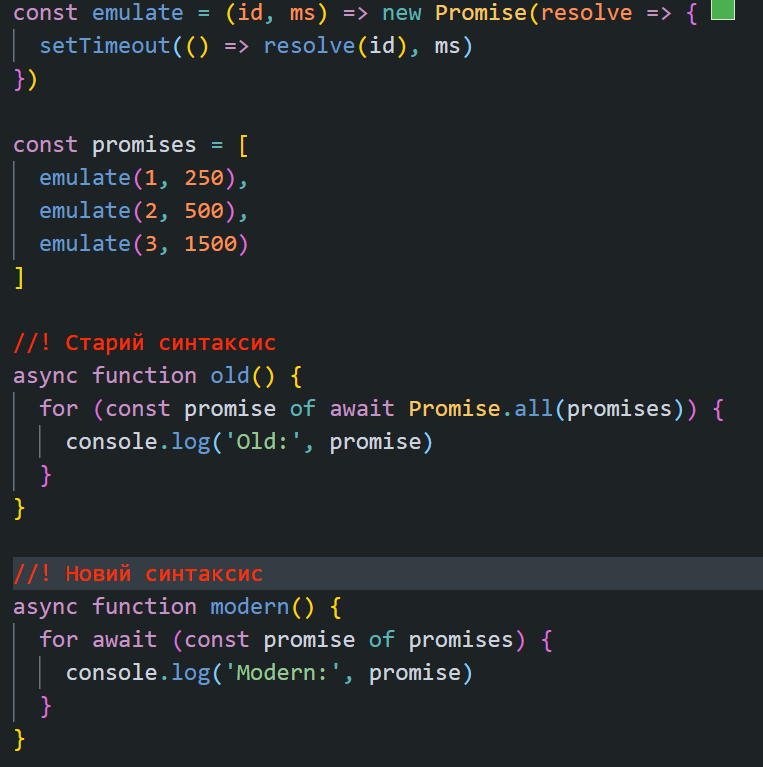 const emulate = (id, ms) => new Promise(resolve => {
  setTimeout(() => resolve(id), ms)
})

const promises = [
  emulate(1, 250),
  emulate(2, 500),
  emulate(3, 1500)
]

//! Старий синтаксис
async function old() {
  for (const promise of await Promise.all(promises)) {
    console.log('Old:', promise)
  }
}

//! Новий синтаксис
async function modern() {
  for await (const promise of promises) {
    console.log('Modern:', promise)
  }
}